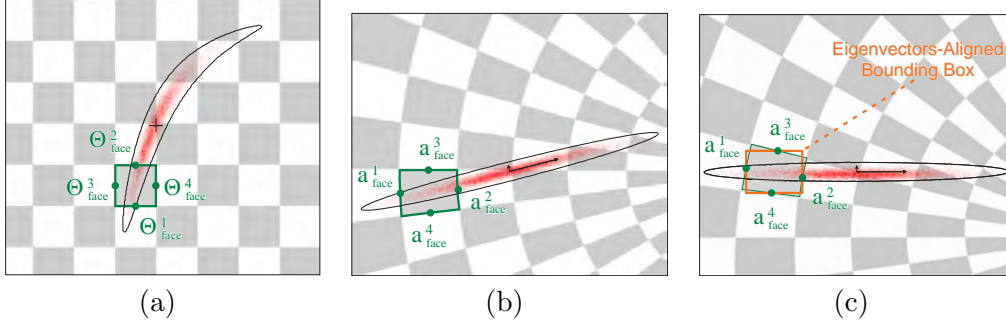 Θ²face
Θ³face
Θ⁴face
Θ¹face
(a)
a³face
a¹face
a²face
a⁴face
(b)
Eigenvectors-Aligned
Bounding Box
a³face
a¹face
a²face
a⁴face
(c)